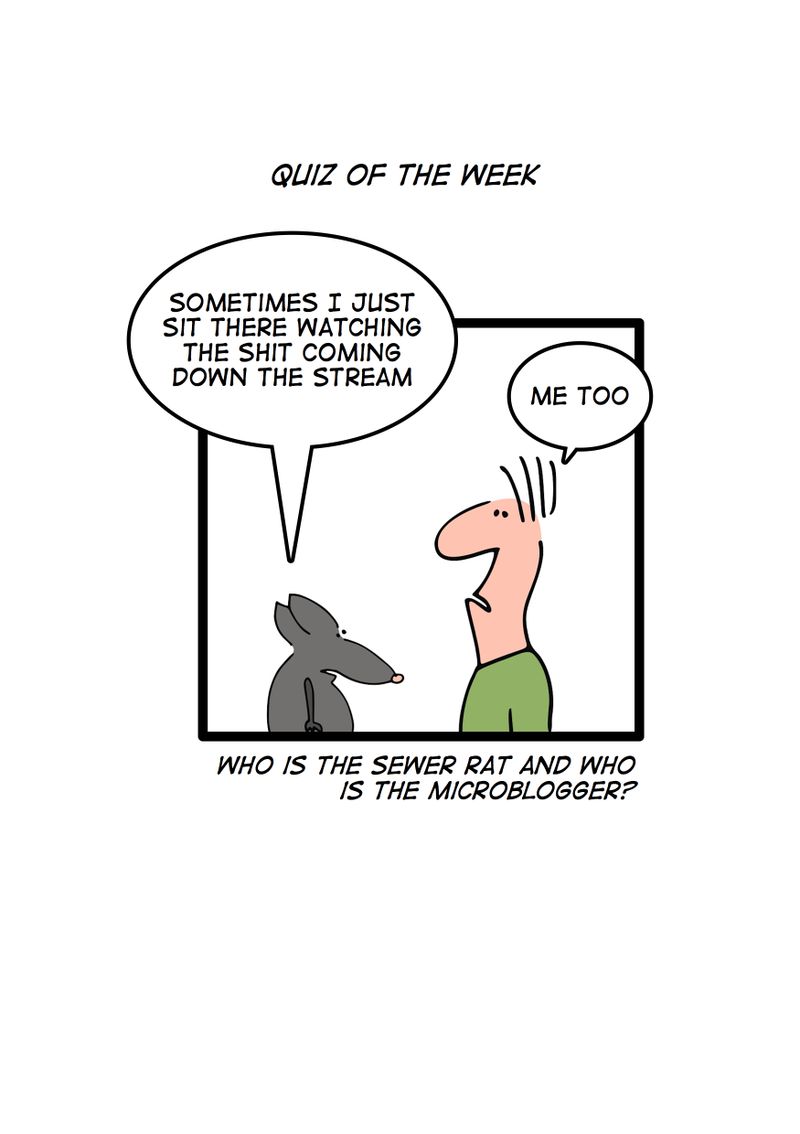 QUIZ OF THE WEEK
SOMETIMES I JUST
SIT THERE WATCHING
THE SHIT COMING
DOWN THE STREAM
ME TOO
WHO IS THE SEWER RAT AND WHO
IS THE MICROBLOGGER?